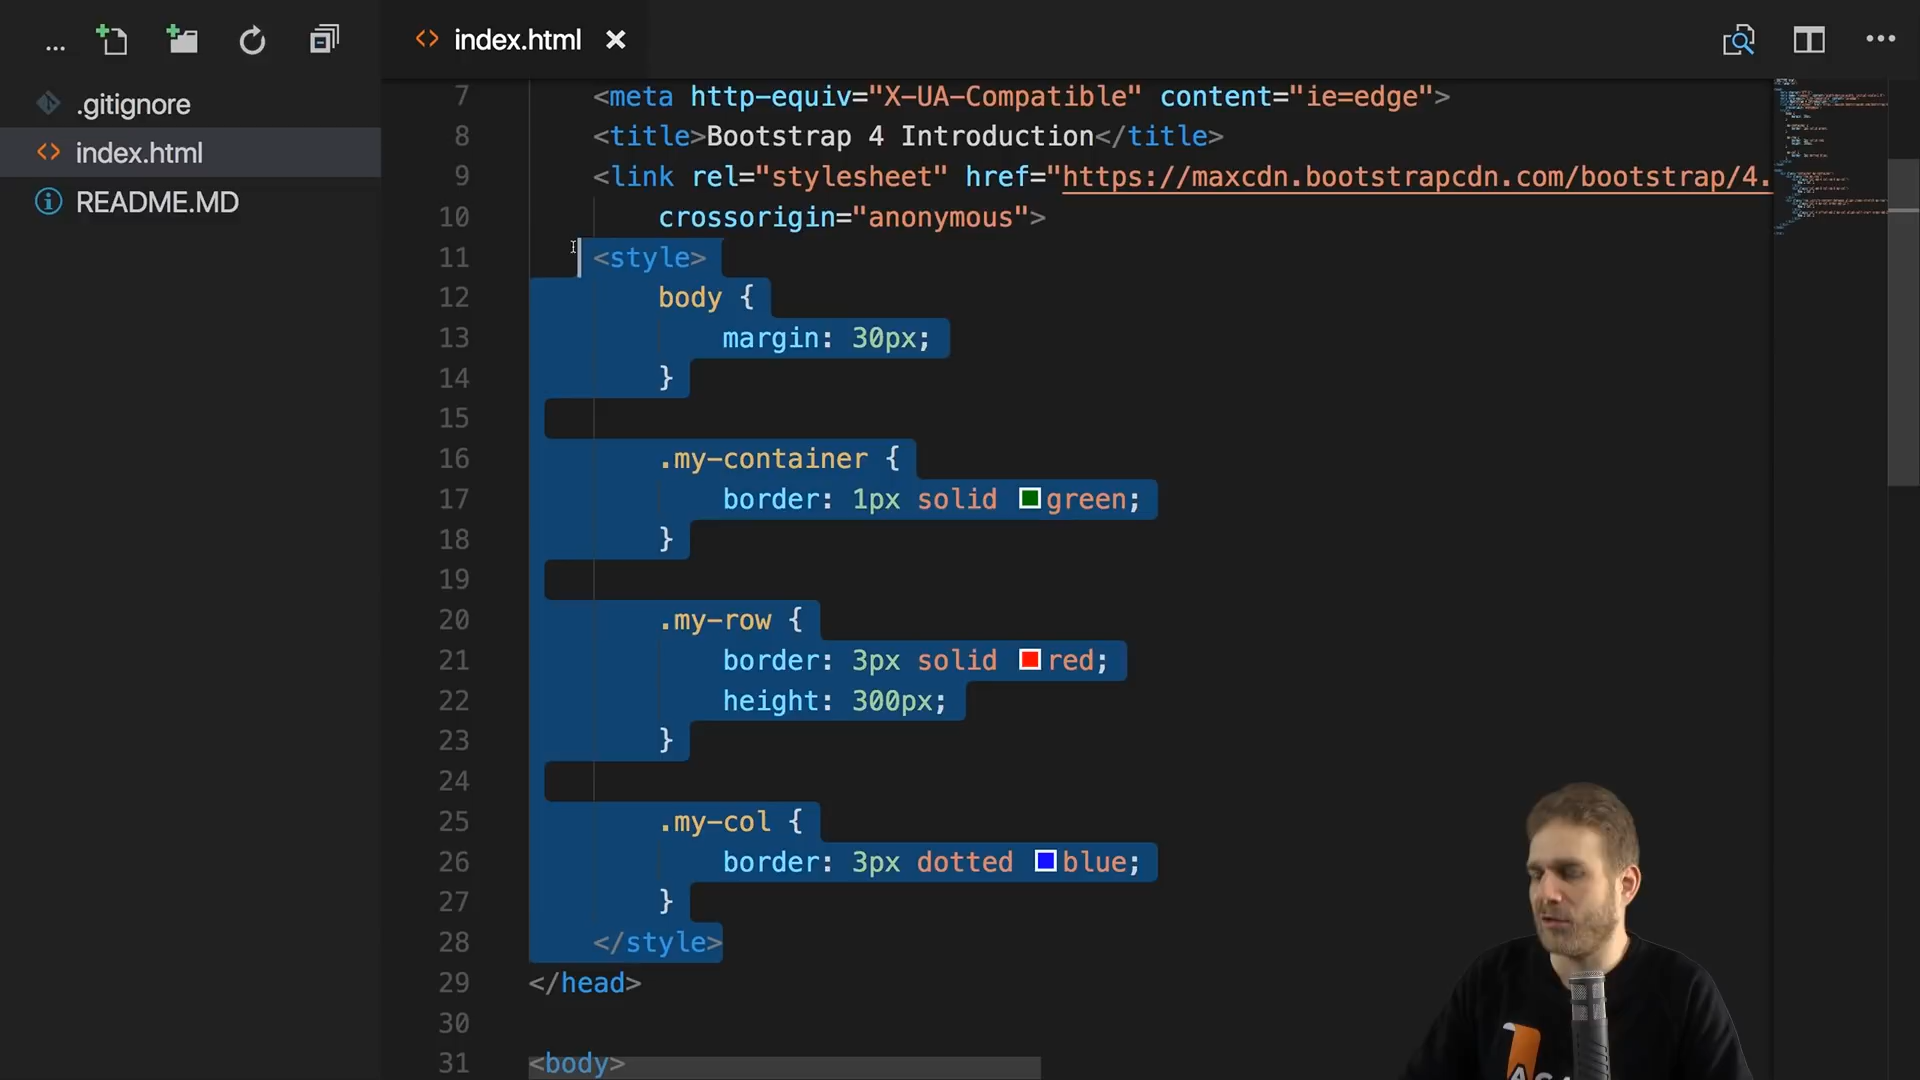 ...
index.html
.gitignore
index.html
README.MD
7 <meta http-equiv="X-UA-Compatible" content="ie=edge">
8 <title>Bootstrap 4 Introduction</title>
9 <link rel="stylesheet" href="https://maxcdn.bootstrapcdn.com/bootstrap/4.
10 crossorigin="anonymous">
11 <style>
12 body {
13 margin: 30px;
14 }
15
16 .my-container {
17 border: 1px solid green;
18 }
19
20 .my-row {
21 border: 3px solid red;
22 height: 300px;
23 }
24
25 .my-col {
26 border: 3px dotted blue;
27 }
28 </style>
29 </head>
30
31 <body>